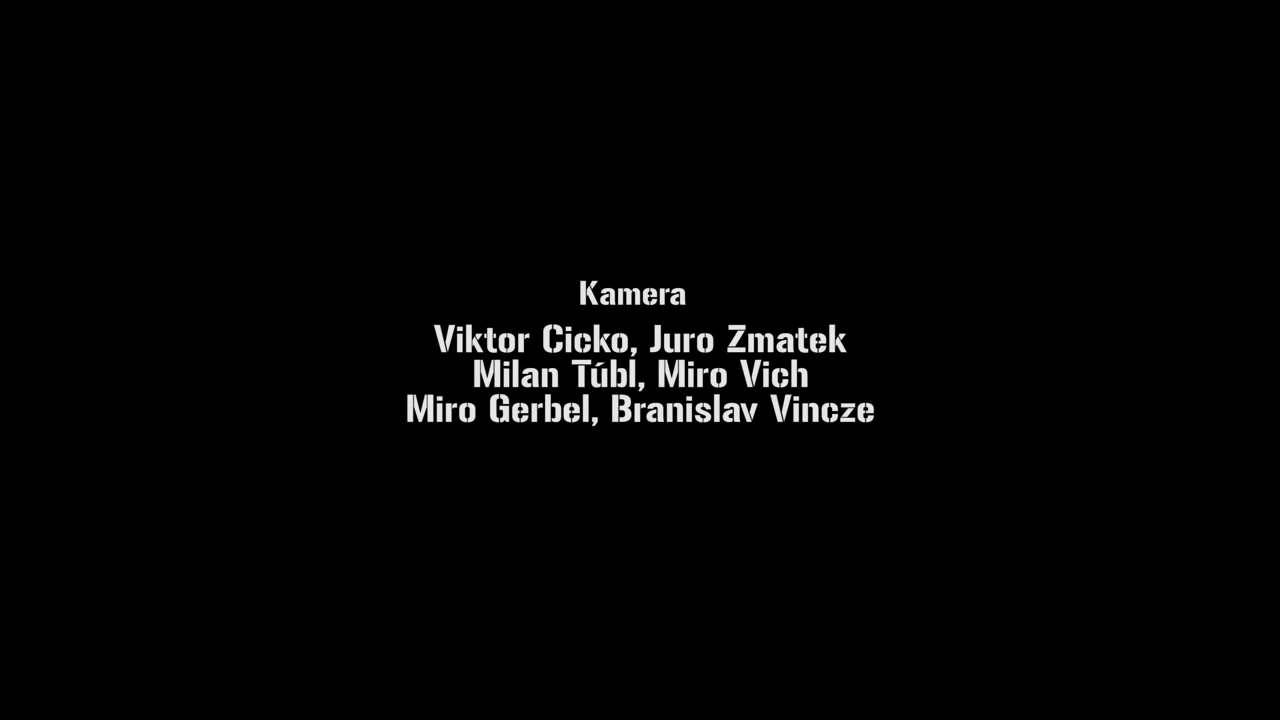 Kamera
Viktor Cicko, Juro Zmatek
Milan Túbl, Miro Vich
Miro Gerbel, Branislav Vincze